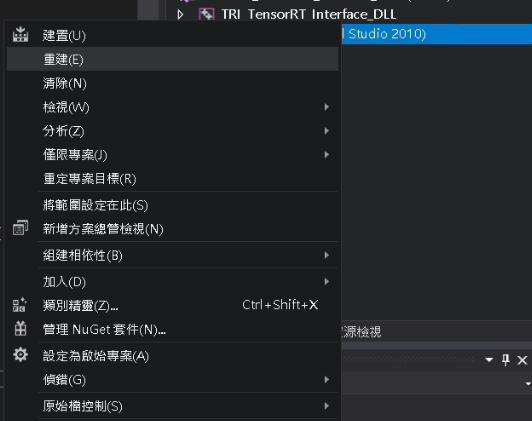 TRI_TensorRT_Interface_DLL
l Studio 2010)
建置(U)
重建(E)
清除(N)
檢視(W)
分析(Z)
僅限專案(J)
重定專案目標(R)
將範圍設定在此(S)
新增方案總管檢視(N)
組建相依性(B)
加入(D)
類別精靈(Z)... Ctrl+Shift+X
管理 NuGet 套件(N)...
源檢視
設定為啟始專案(A)
偵錯(G)
原始檔控制(S)